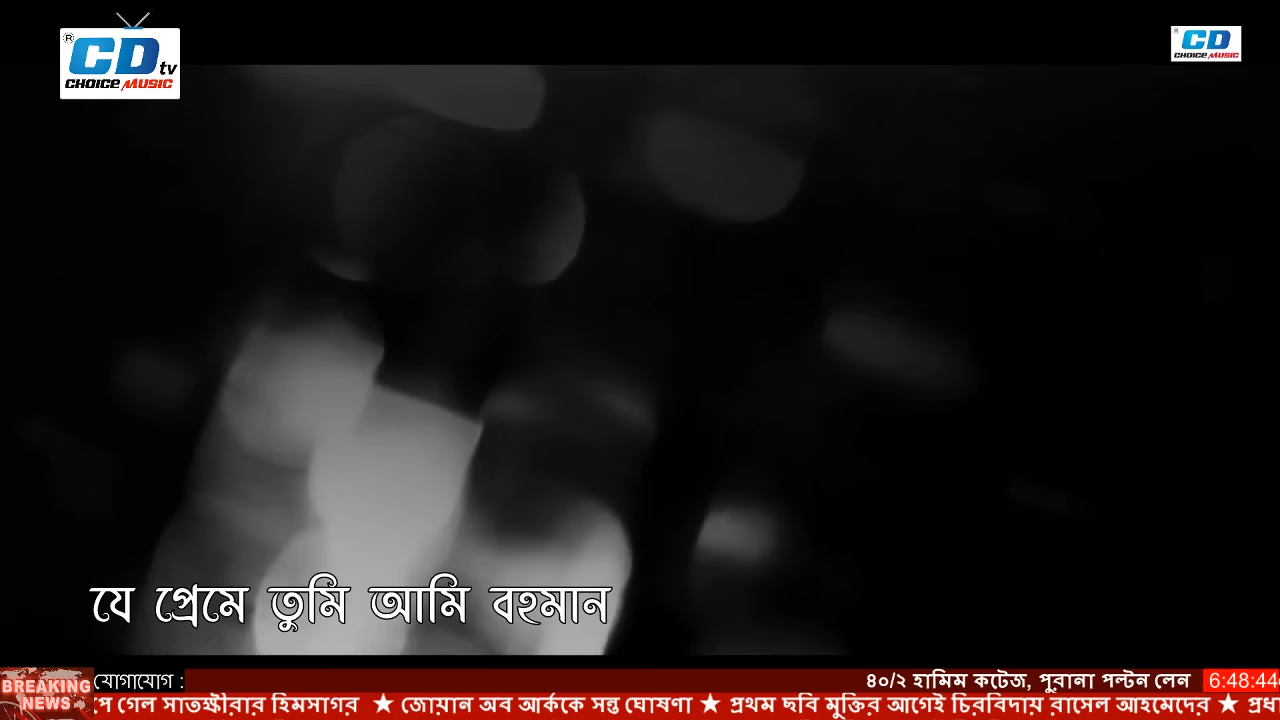 CD tv
CHOICE MUSIC
CD
CHOICE MUSIC
যে প্রেমে তুমি আমি বহমান
BREAKING NEWS
যোগাযোগ :
৪০/২ হামিম কটেজ, পুরানা পল্টন লেন
6:48:44
গেল সাতক্ষীরার হিমসাগর ★ জোয়ান অব আর্ককে সন্ত ঘোষণা ★ প্রথম ছবি মুক্তির আগেই চিরবিদায় রাসেল আহমেদের ★